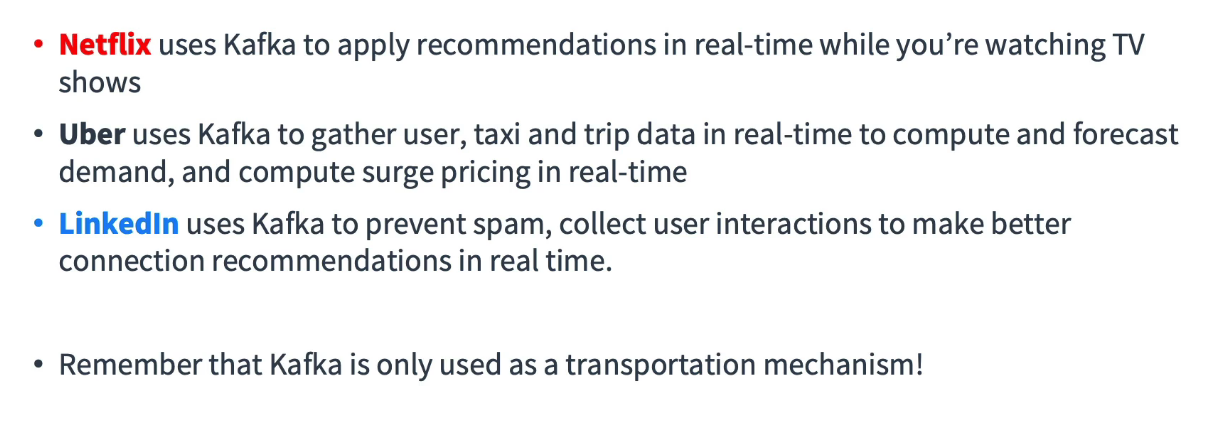 • Netflix uses Kafka to apply recommendations in real-time while you’re watching TV
shows
• Uber uses Kafka to gather user, taxi and trip data in real-time to compute and forecast
demand, and compute surge pricing in real-time
• LinkedIn uses Kafka to prevent spam, collect user interactions to make better
connection recommendations in real time.
• Remember that Kafka is only used as a transportation mechanism!